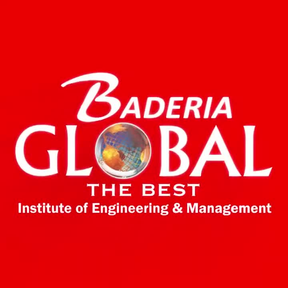 BADERIA
GLOBAL
THE BEST
Institute of Engineering & Management